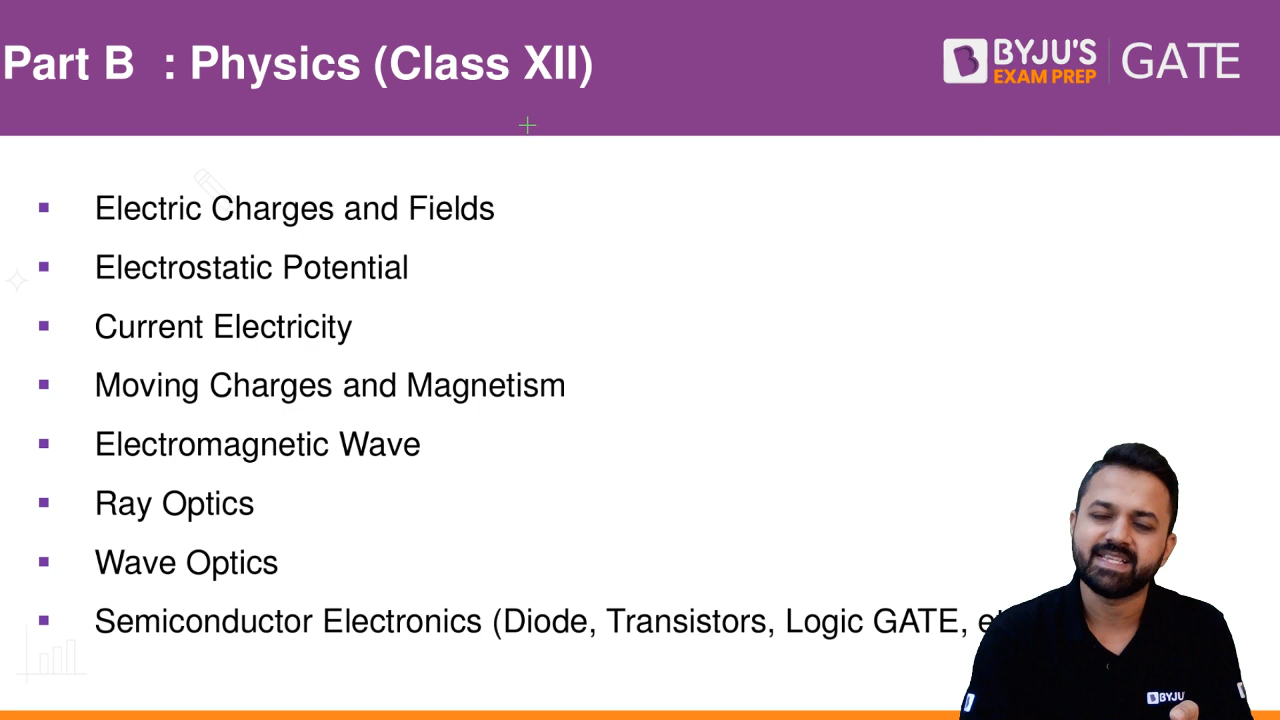 Part B : Physics (Class XII)
BYJU'S
EXAM PREP
GATE
Electric Charges and Fields
Electrostatic Potential
Current Electricity
Moving Charges and Magnetism
Electromagnetic Wave
Ray Optics
Wave Optics
Semiconductor Electronics (Diode, Transistors, Logic GATE,
BYJU'